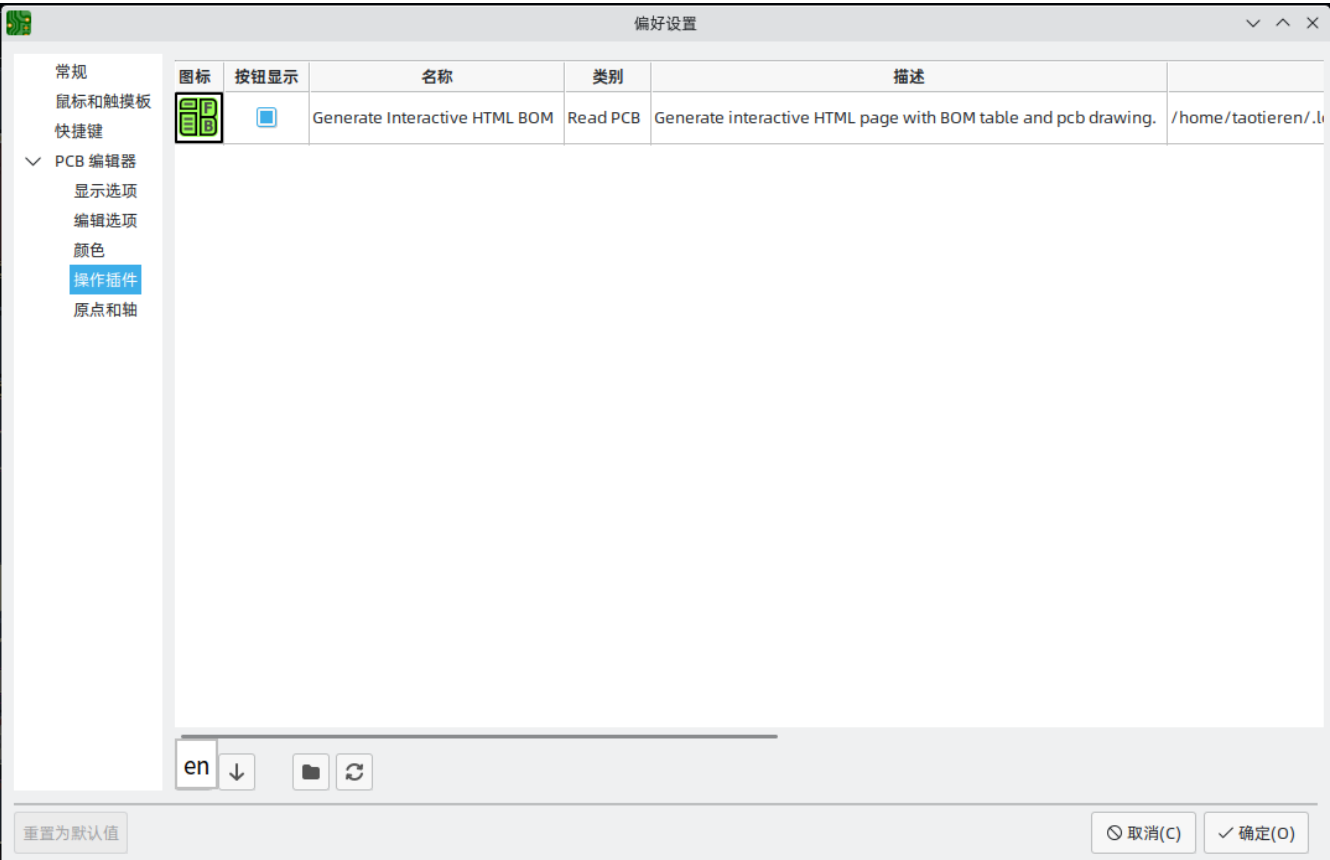 偏好设置
常规
鼠标和触摸板
快捷键
PCB 编辑器
显示选项
编辑选项
颜色
操作插件
原点和轴
图标 按钮显示 名称 类别 描述
F
B
Generate Interactive HTML BOM Read PCB Generate interactive HTML page with BOM table and pcb drawing. /home/taotieren/.l
en
重置为默认值
取消(C) 确定(O)